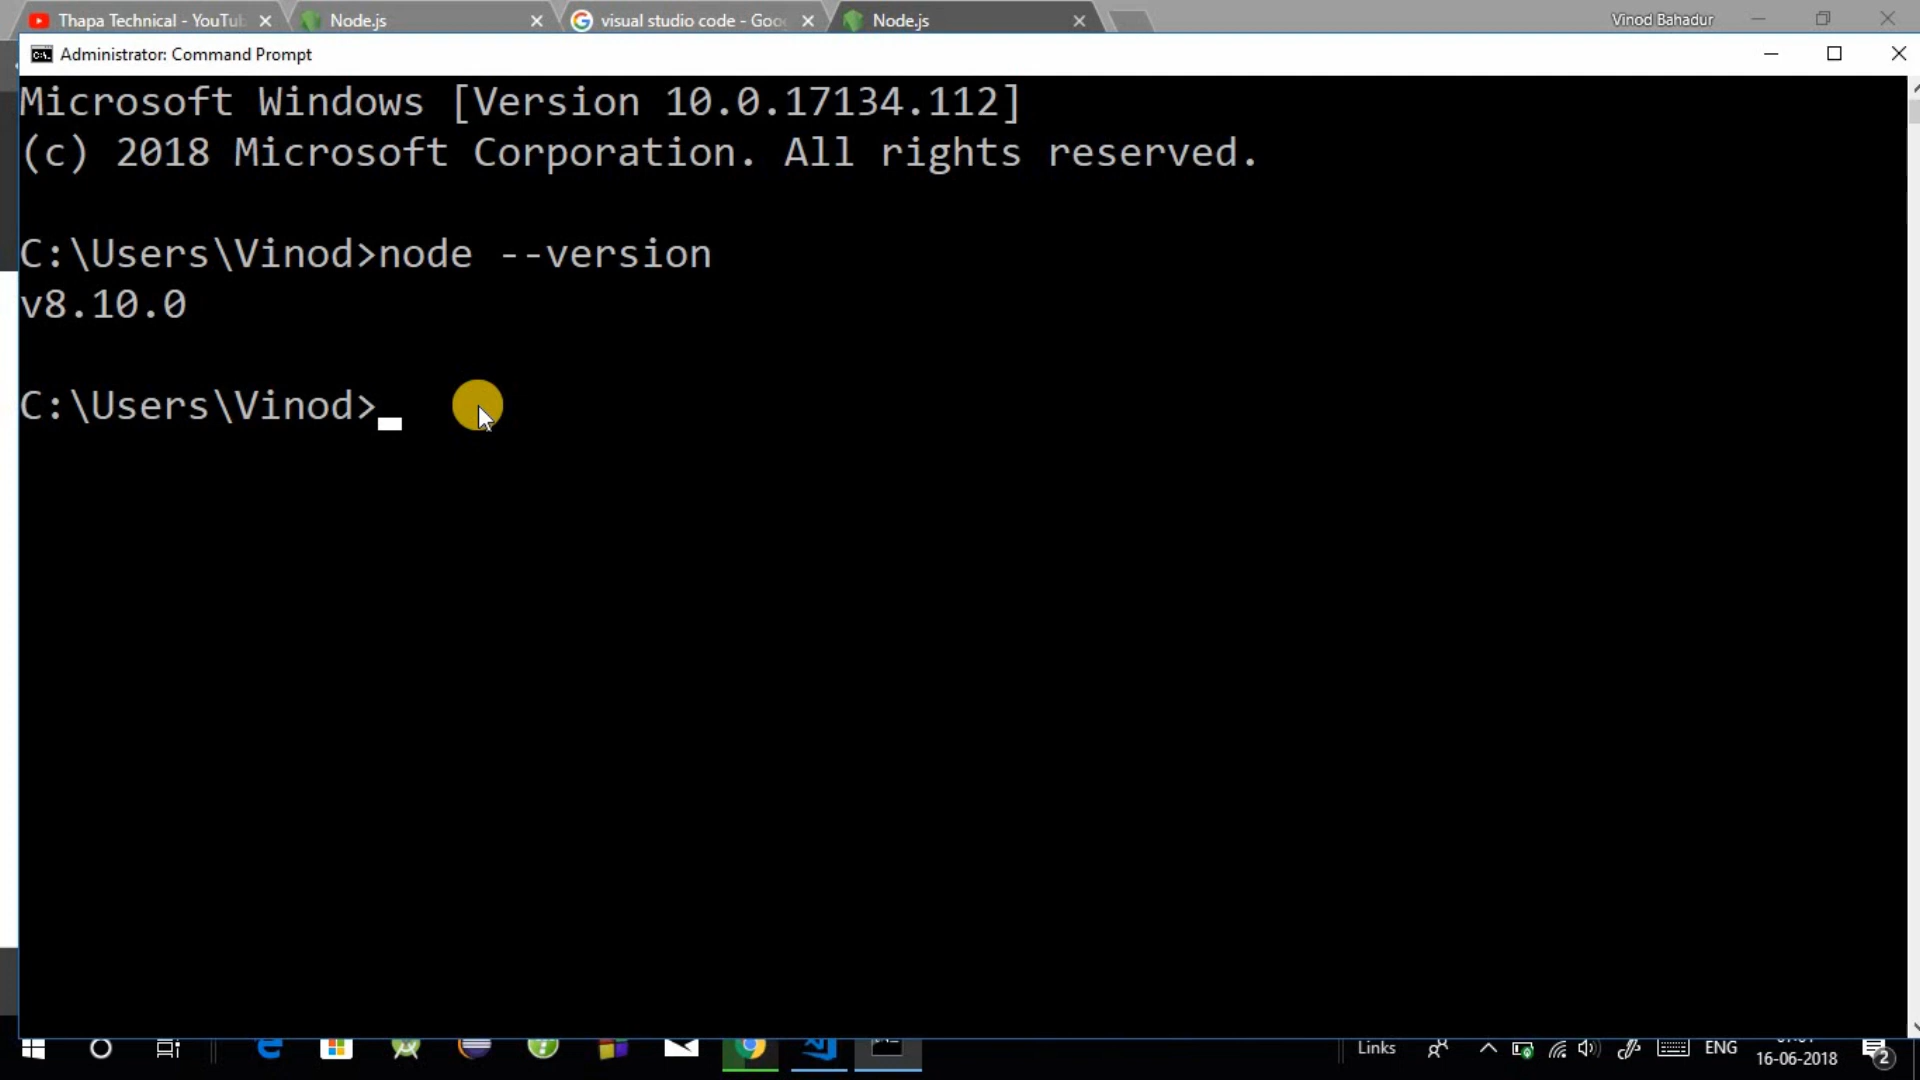 Thapa Technical - YouTub
Node.js
visual studio code - Goo
Node.js
Vinod Bahadur
Administrator: Command Prompt
Microsoft Windows [Version 10.0.17134.112]
(c) 2018 Microsoft Corporation. All rights reserved.
C:\Users\Vinod>node --version
v8.10.0
C:\Users\Vinod>
Links
ENG
16-06-2018
2